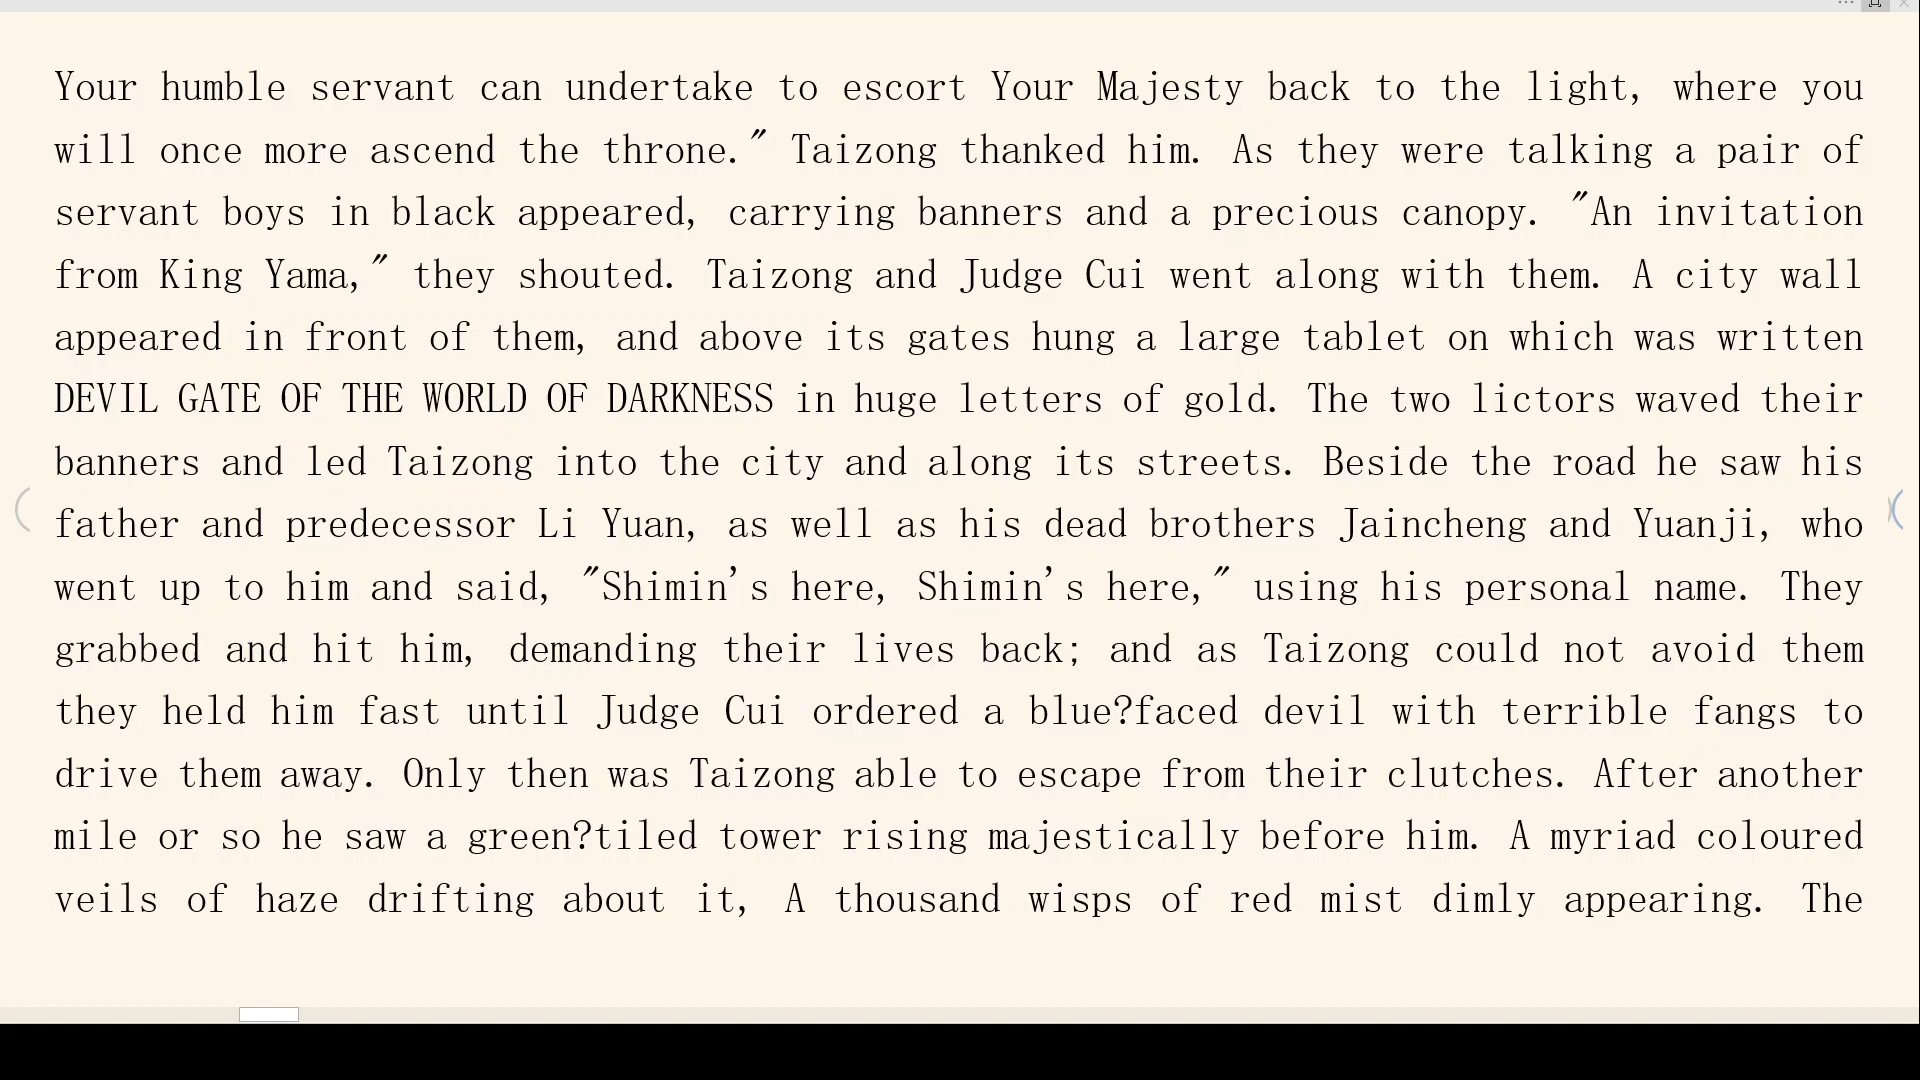 Your humble servant can undertake to escort Your Majesty back to the light, where you
will once more ascend the throne." Taizong thanked him. As they were talking a pair of
servant boys in black appeared, carrying banners and a precious canopy. "An invitation
from King Yama," they shouted. Taizong and Judge Cui went along with them. A city wall
appeared in front of them, and above its gates hung a large tablet on which was written
DEVIL GATE OF THE WORLD OF DARKNESS in huge letters of gold. The two lictors waved their
banners and led Taizong into the city and along its streets. Beside the road he saw his
father and predecessor Li Yuan, as well as his dead brothers Jaincheng and Yuanji, who
went up to him and said, "Shimin's here, Shimin's here," using his personal name. They
grabbed and hit him, demanding their lives back; and as Taizong could not avoid them
they held him fast until Judge Cui ordered a blue?faced devil with terrible fangs to
drive them away. Only then was Taizong able to escape from their clutches. After another
mile or so he saw a green?tiled tower rising majestically before him. A myriad coloured
veils of haze drifting about it, A thousand wisps of red mist dimly appearing. The